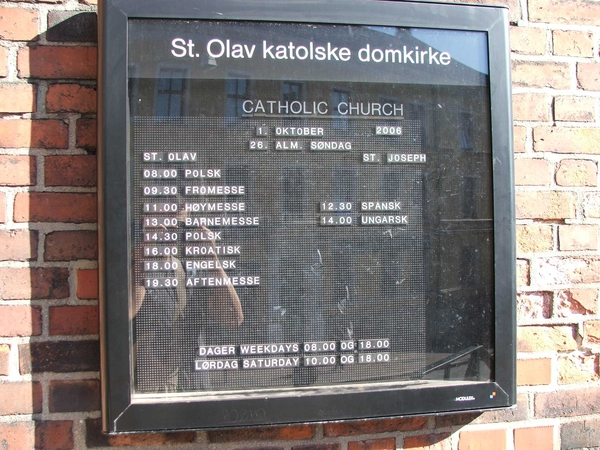 St. Olav katolske domkirke
CATHOLIC CHURCH
1. OKTOBER 2006
26. ALM. SØNDAG
ST. OLAV ST. JOSEPH
08.00 POLSK
09.30 FROMESSE
11.00 HØYMESSE 12.30 SPANSK
13.00 BARNEMESSE 14.00 UNGARSK
14.30 POLSK
16.00 KROATISK
18.00 ENGELSK
19.30 AFTENMESSE
DAGER WEEKDAYS 08.00 OG 18.00
LØRDAG SATURDAY 10.00 OG 18.00
MODULEX